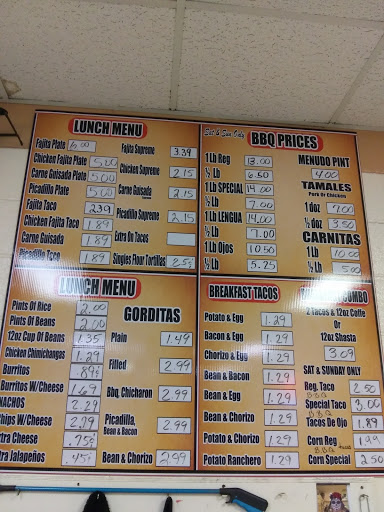 LUNCH MENU
Fajita Plate 6.00
Chicken Fajita Plate 5.00
Carne Guisada Plate 5.00
Picadillo Plate 5.00
Fajita Taco 2.39
Chicken Fajita Taco 1.89
Carne Guisada 1.89
Picadillo Taco 1.89
Fajita Supreme 3.39
Chicken Supreme 2.15
Carne Guisada 2.15
Picadillo Supreme 2.15
Extra On Tacos
Singles Flour Tortillas .25¢
Sat & Sun Only
BBQ PRICES
1 Lb Reg 13.00
½ Lb 6.50
1 Lb SPECIAL 14.00
½ Lb 7.00
1 Lb LENGUA 14.00
½ Lb 7.00
1 Lb Ojos 10.50
½ Lb 5.25
MENUDO PINT
4.00
TAMALES
Pork Or Chicken
1 doz 7.00
½ doz 3.50
CARNITAS
1 Lb 10.00
½ Lb 5.00
LUNCH MENU
Pints Of Rice 2.00
Pints Of Beans 2.00
12oz Cup Of Beans 1.35
Chicken Chimichangas 1.29
Burritos .89¢
Burritos W/Cheese 1.69
NACHOS 2.29
Chips W/Cheese 2.29
Extra Cheese .75¢
Extra Jalapeños .45¢
GORDITAS
Plain 1.49
Filled 2.99
Bbq, Chicharon 2.99
Picadillo,
Bean & Bacon 2.99
Bean & Chorizo 2.99
BREAKFAST TACOS
Potato & Egg 1.29
Bacon & Egg 1.29
Chorizo & Egg 1.29
Bean & Bacon 1.29
Bean & Egg 1.29
Bean & Chorizo 1.29
Potato & Chorizo 1.29
Potato Ranchero 1.29
COMBO
2 Tacos & 12oz Coffe
Or
12oz Shasta
3.09
SAT & SUNDAY ONLY
Reg. Taco 2.50
BBQ
Special Taco 3.00
BBQ
Tacos De Ojo 1.89
Corn Reg 1.99
BBQ
Corn Special 2.50